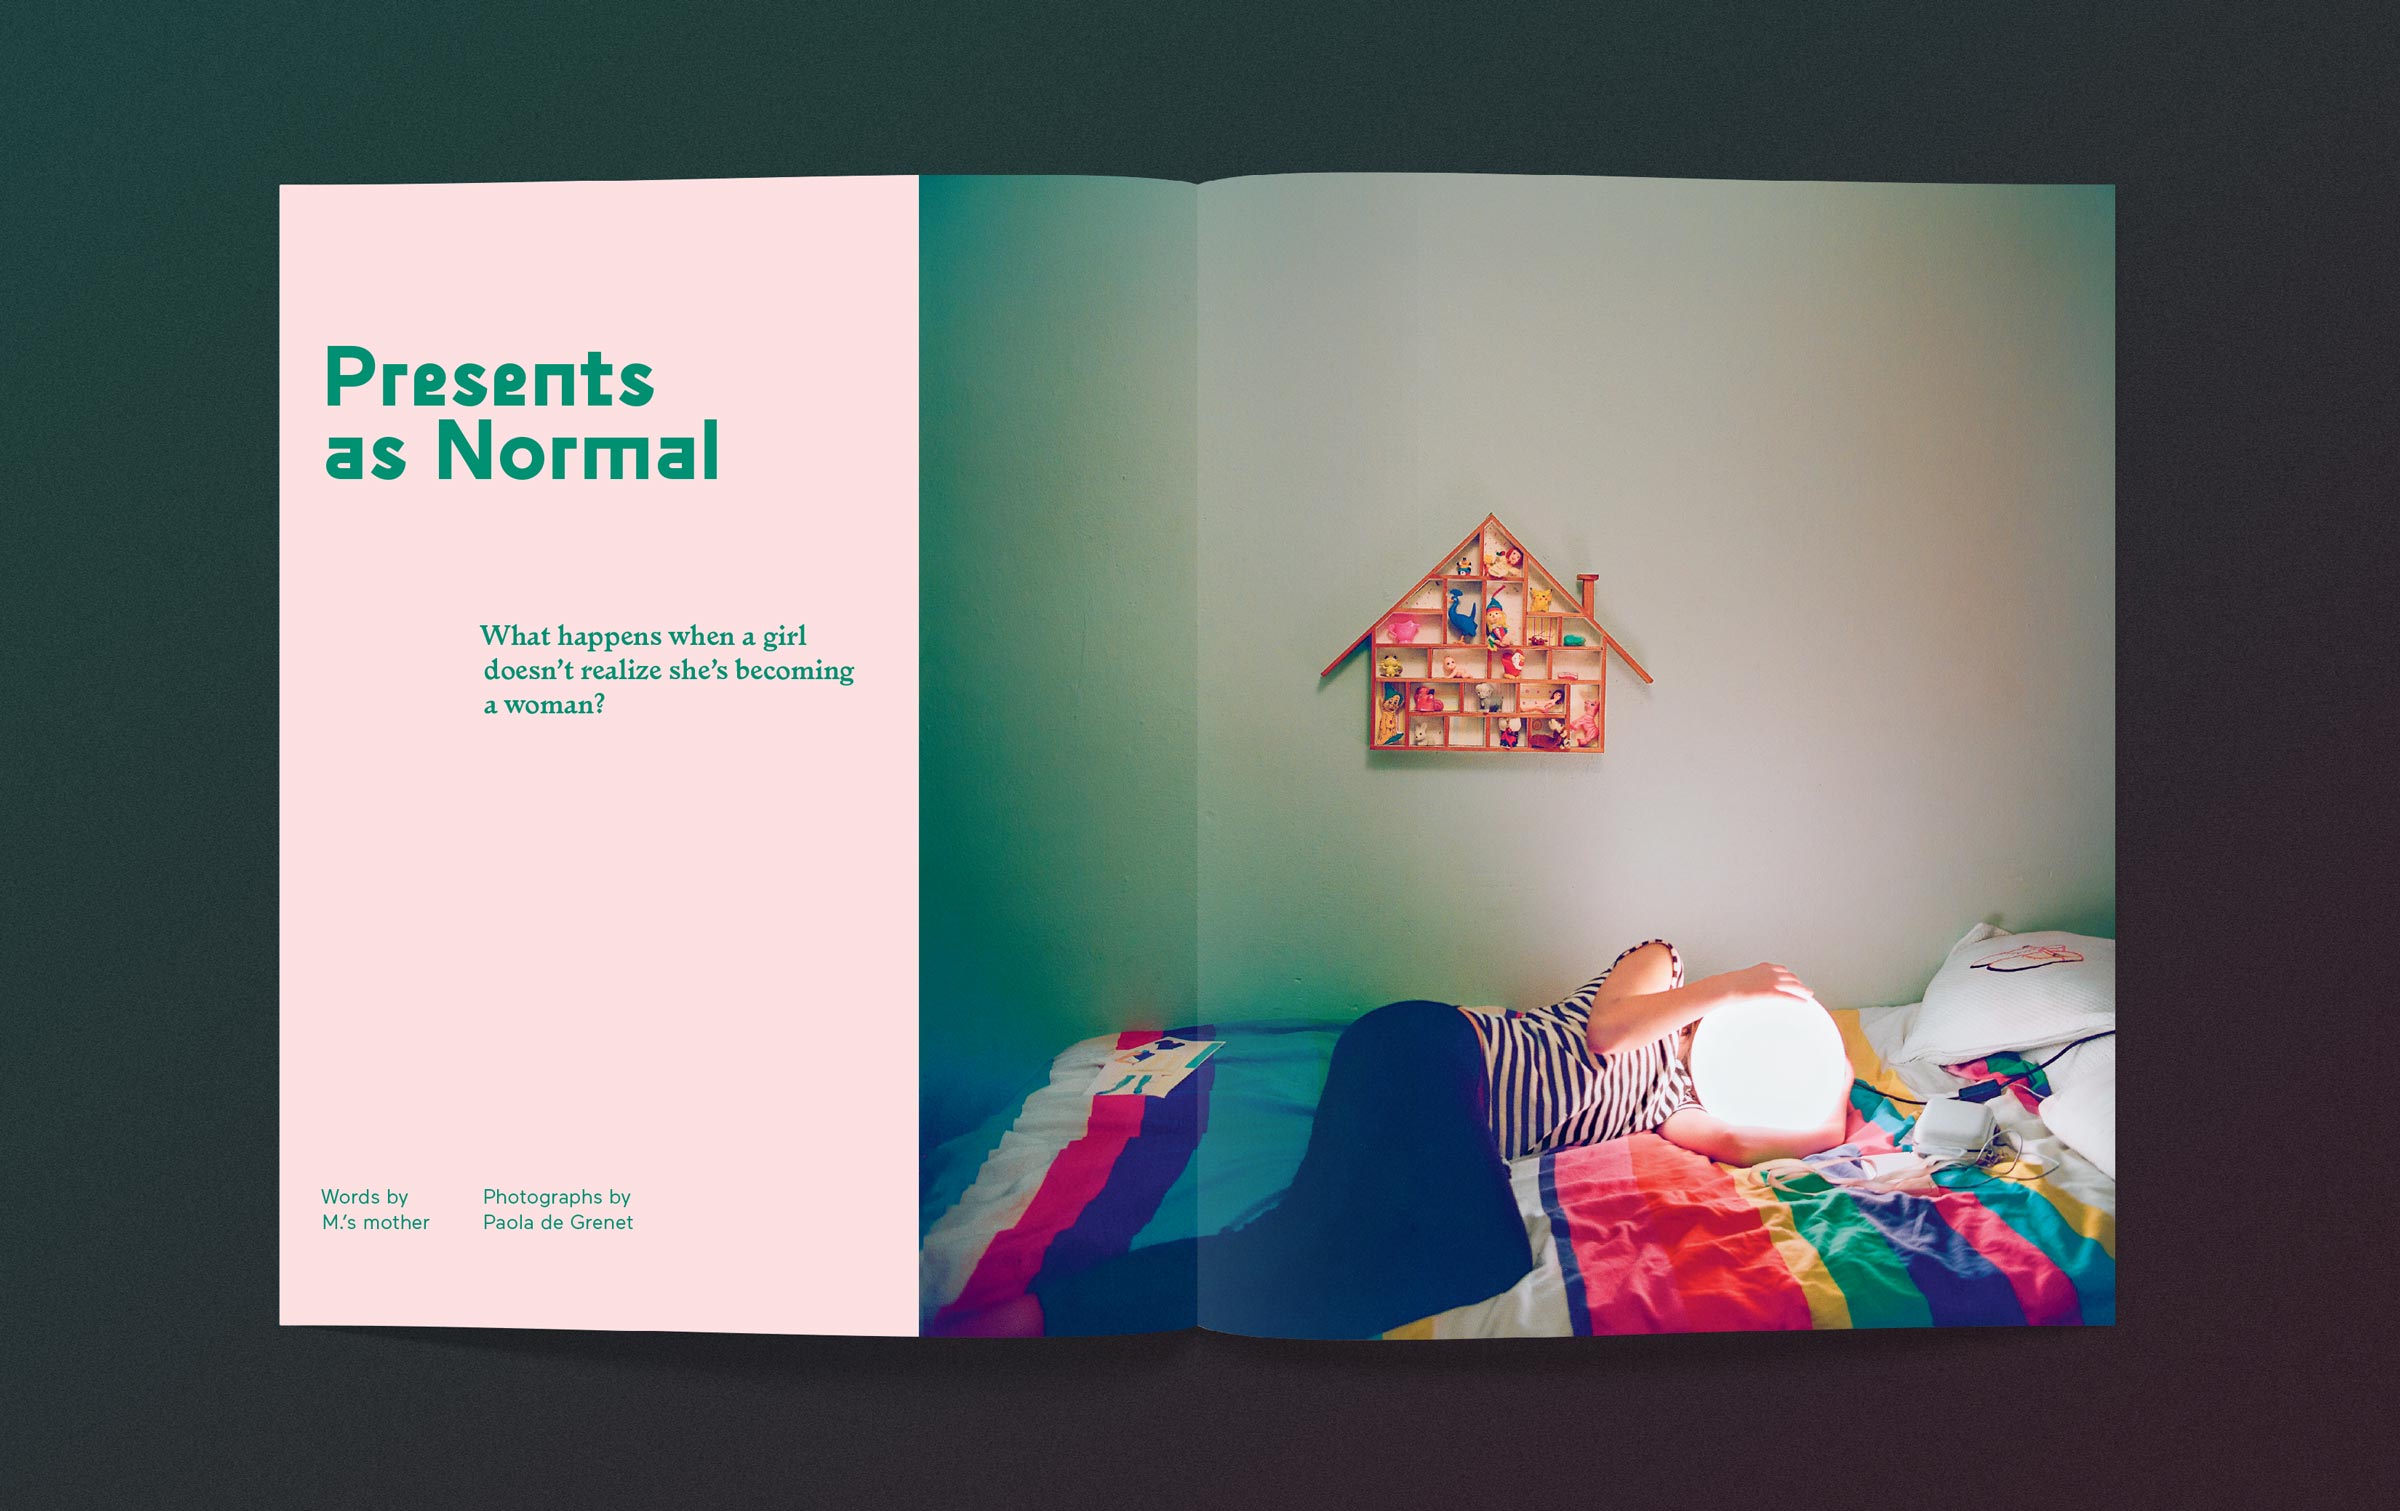 Presents
as Normal
What happens when a girl
doesn’t realize she’s becoming
a woman?
Words by
M.’s mother
Photographs by
Paola de Grenet